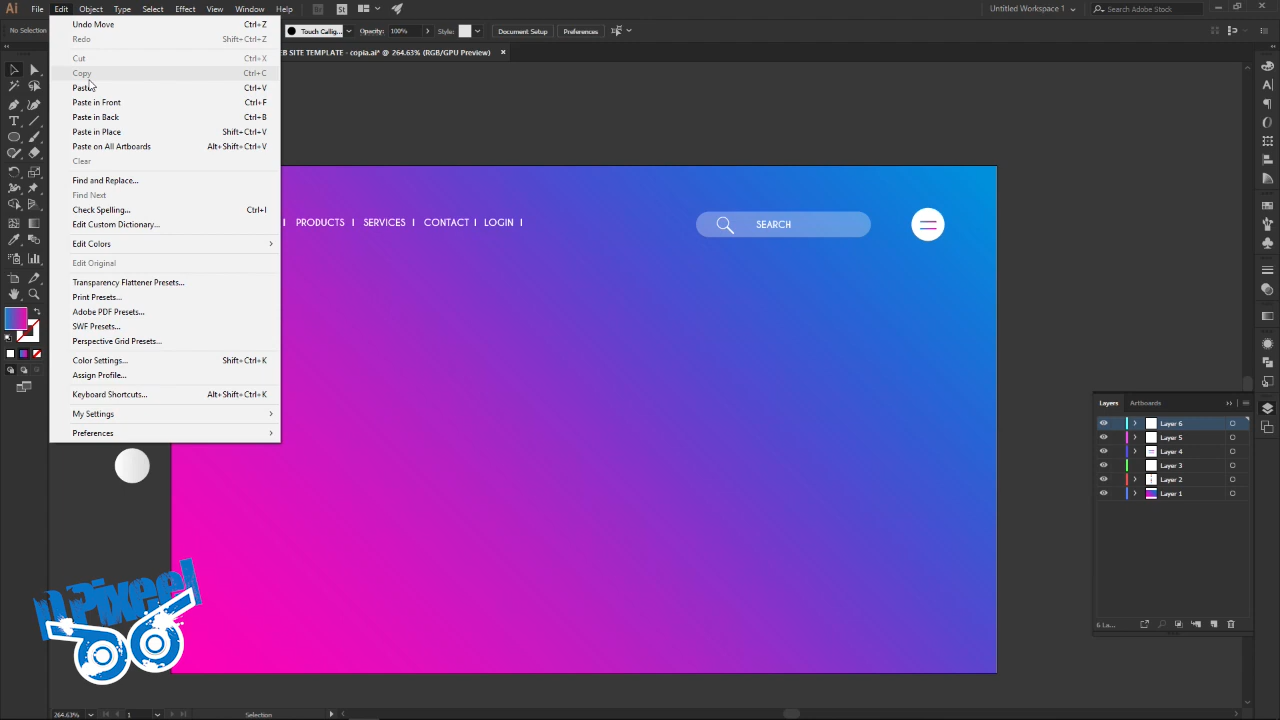 Ai File Edit Object Type Select Effect View Window Help Br St Untitled Workspace 1 Search Adobe Stock
No Selection Touch Callig... Opacity: 100% Style: Document Setup Preferences
EB SITE TEMPLATE - copia.ai* @ 264.63% (RGB/GPU Preview) ×
Undo Move Ctrl+Z
Redo Shift+Ctrl+Z
Cut Ctrl+X
Copy Ctrl+C
Paste Ctrl+V
Paste in Front Ctrl+F
Paste in Back Ctrl+B
Paste in Place Shift+Ctrl+V
Paste on All Artboards Alt+Shift+Ctrl+V
Clear
Find and Replace...
Find Next
Check Spelling... Ctrl+I
Edit Custom Dictionary...
Edit Colors
Edit Original
Transparency Flattener Presets...
Print Presets...
Adobe PDF Presets...
SWF Presets...
Perspective Grid Presets...
Color Settings... Shift+Ctrl+K
Assign Profile...
Keyboard Shortcuts... Alt+Shift+Ctrl+K
My Settings
Preferences
| PRODUCTS | SERVICES | CONTACT | LOGIN |
SEARCH
Layers Artboards
Layer 6
Layer 5
Layer 4
Layer 3
Layer 2
Layer 1
6 La...
264.63% 1 Selection